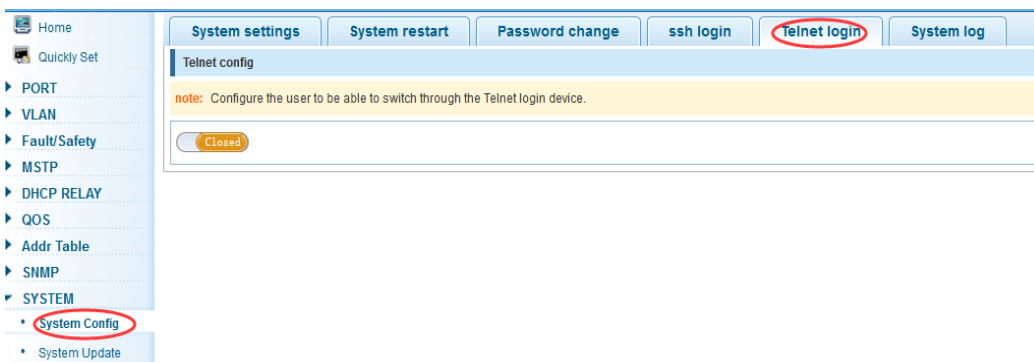 Home
Quickly Set
PORT
VLAN
Fault/Safety
MSTP
DHCP RELAY
QOS
Addr Table
SNMP
SYSTEM
System Config
System Update
System settings
System restart
Password change
ssh login
Telnet login
System log
Telnet config
note: Configure the user to be able to switch through the Telnet login device.
Closed